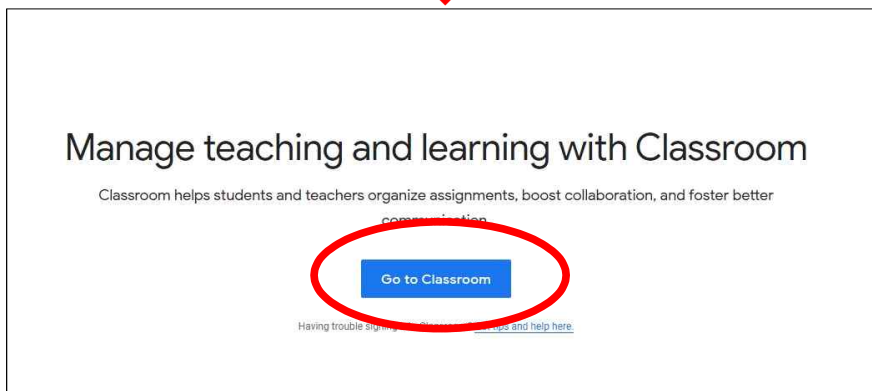 Manage teaching and learning with Classroom
Classroom helps students and teachers organize assignments, boost collaboration, and foster better
communication
Go to Classroom
Having trouble tips and help here.